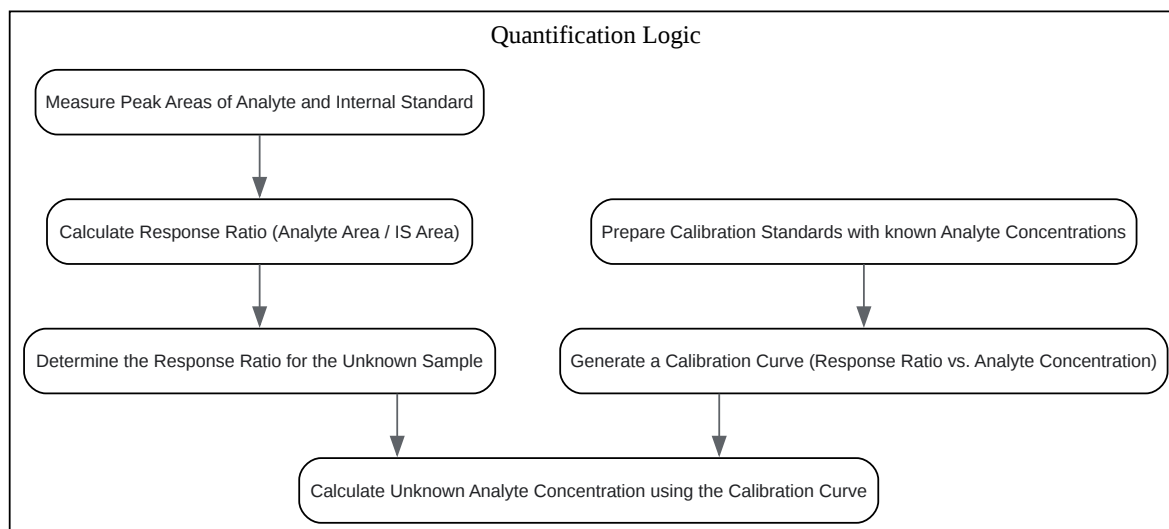 Quantification Logic
Measure Peak Areas of Analyte and Internal Standard
Calculate Response Ratio (Analyte Area / IS Area)
Prepare Calibration Standards with known Analyte Concentrations
Determine the Response Ratio for the Unknown Sample
Generate a Calibration Curve (Response Ratio vs. Analyte Concentration)
Calculate Unknown Analyte Concentration using the Calibration Curve